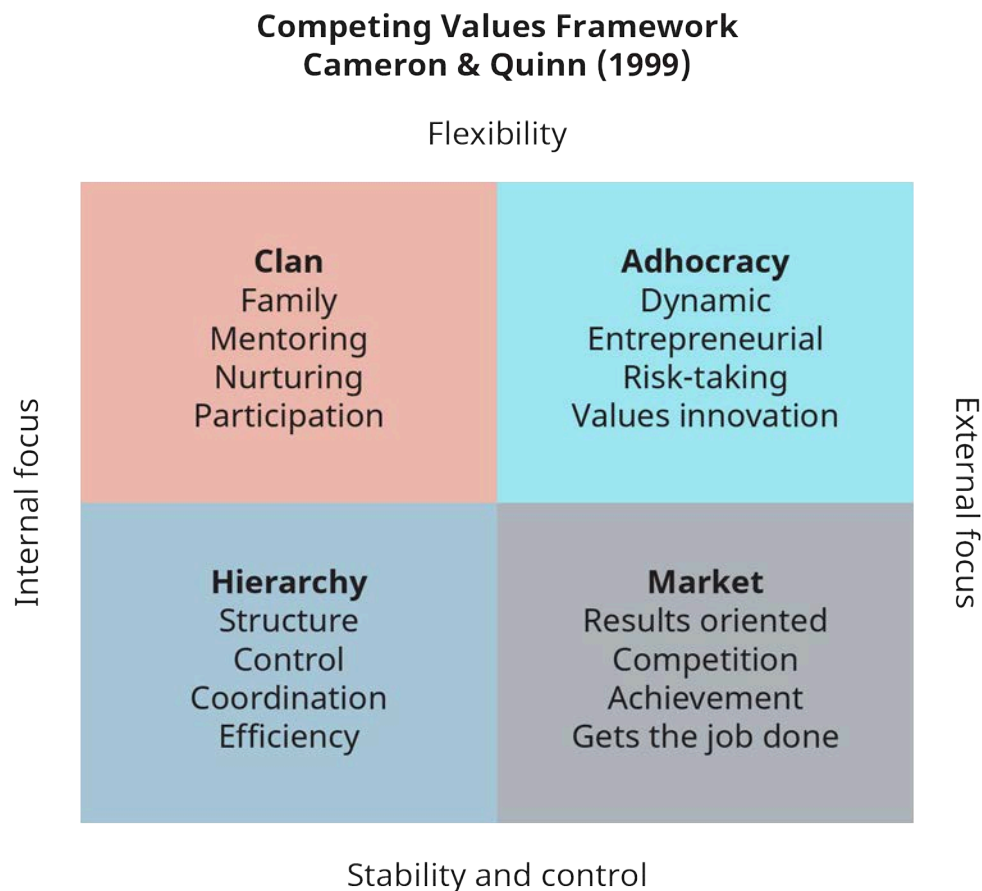 Competing Values Framework
Cameron & Quinn (1999)
Flexibility
Internal focus
Clan
Family
Mentoring
Nurturing
Participation
Adhocracy
Dynamic
Entrepreneurial
Risk-taking
Values innovation
External focus
Hierarchy
Structure
Control
Coordination
Efficiency
Market
Results oriented
Competition
Achievement
Gets the job done
Stability and control